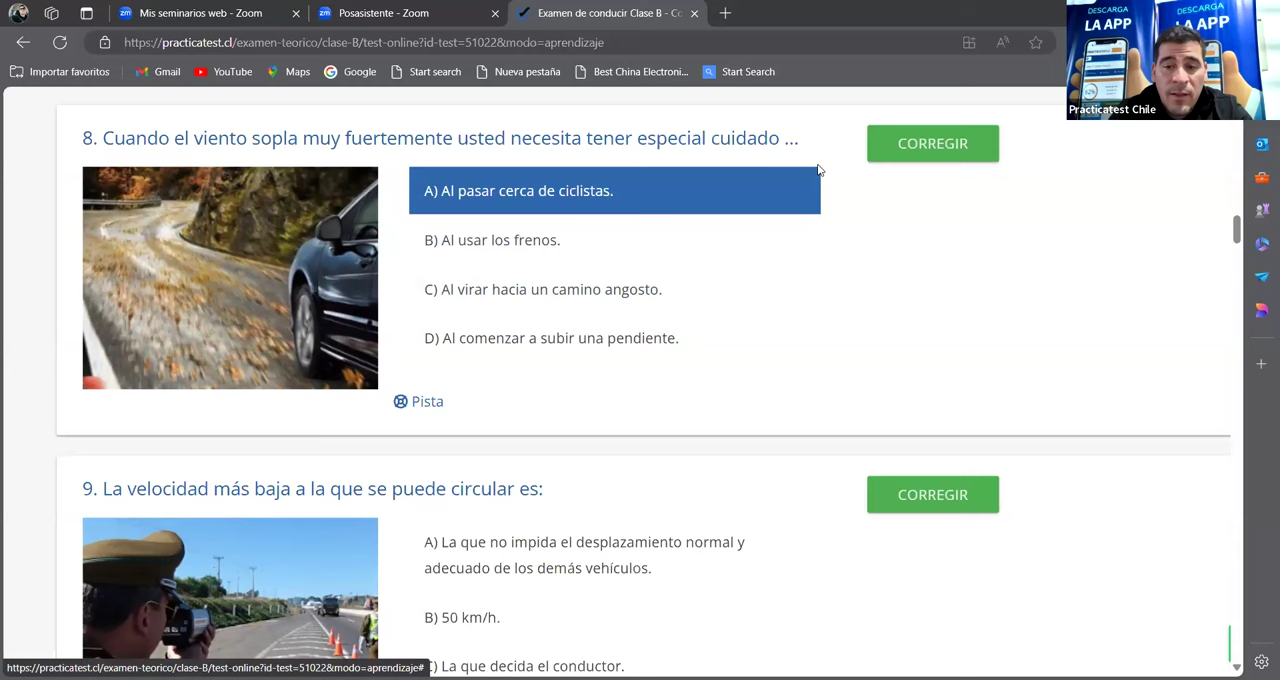 Mis seminarios web - Zoom
Posasistente - Zoom
Examen de conducir Clase B - Co
https://practicatest.cl/examen-teorico/clase-B/test-online?id-test=51022&modo=aprendizaje
Importar favoritos
Gmail
YouTube
Maps
Google
Start search
Nueva pestaña
Best China Electroni...
Start Search
DESCARGA
LA APP
DESCARGA
LA APP
Practicatest Chile
8. Cuando el viento sopla muy fuertemente usted necesita tener especial cuidado ...
CORREGIR
A) Al pasar cerca de ciclistas.
B) Al usar los frenos.
C) Al virar hacia un camino angosto.
D) Al comenzar a subir una pendiente.
Pista
9. La velocidad más baja a la que se puede circular es:
CORREGIR
A) La que no impida el desplazamiento normal y
adecuado de los demás vehículos.
B) 50 km/h.
C) La que decida el conductor.
https://practicatest.cl/examen-teorico/clase-B/test-online?id-test=51022&modo=aprendizaje#